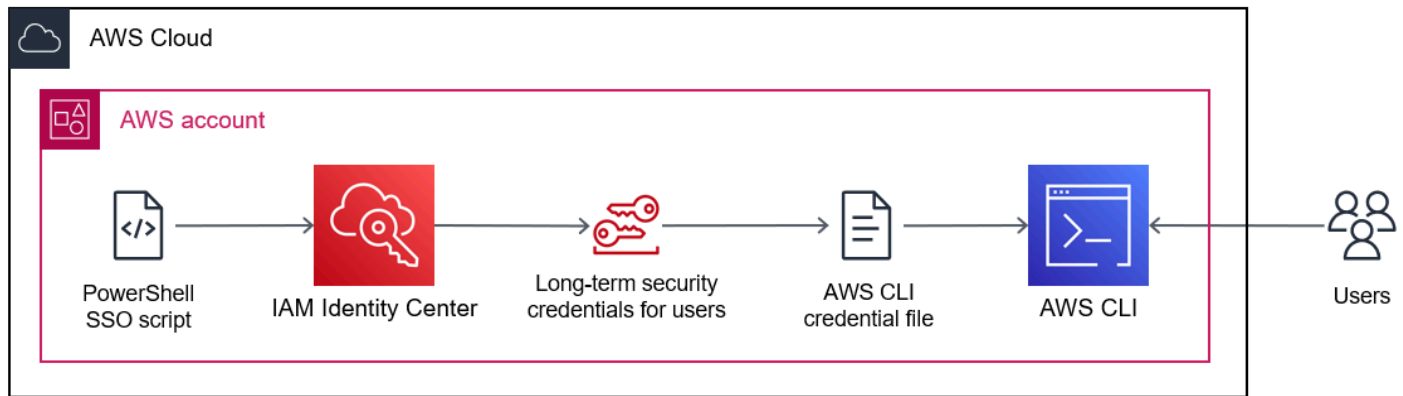 AWS Cloud
AWS account
</>
PowerShell
SSO script
IAM Identity Center
Long-term security
credentials for users
AWS CLI
credential file
>_
AWS CLI
Users